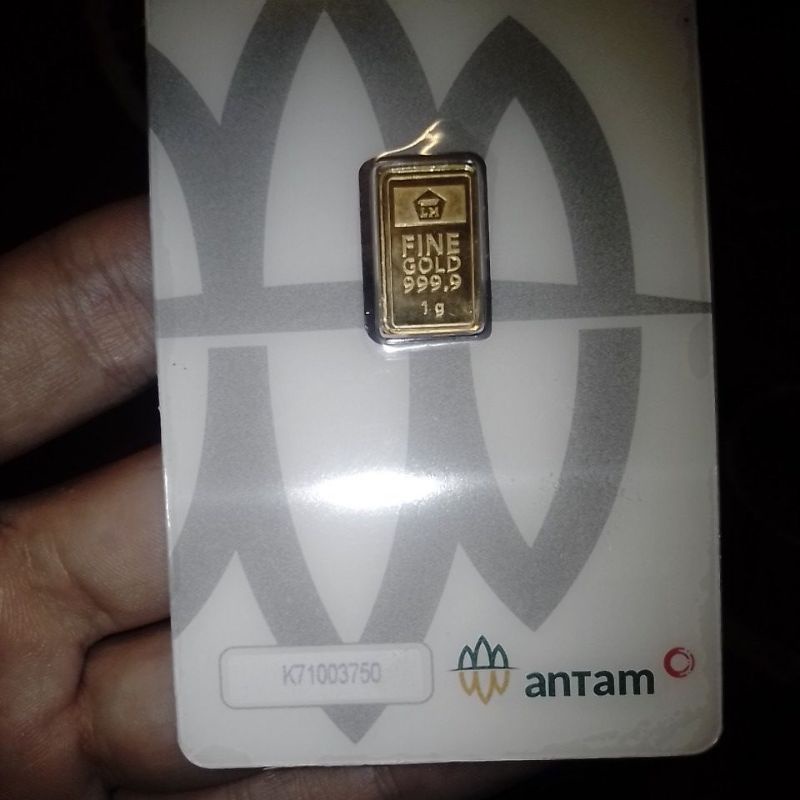 LM
FINE
GOLD
999,9
1 g
K71003750
antam